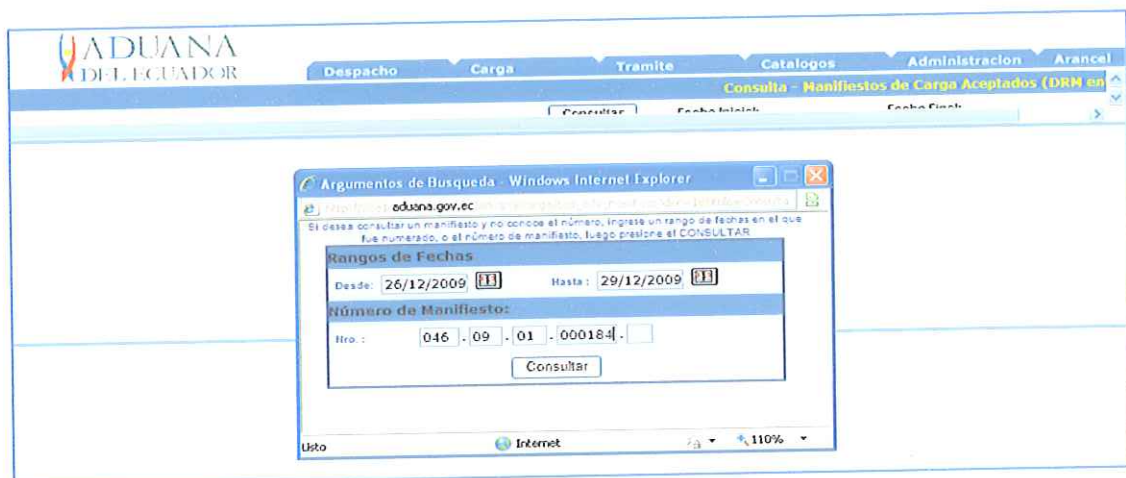 ADUANA
DEL ECUADOR
Despacho Carga Tramite Catalogos Administracion Arancel
Consulta - Manifiestos de Carga Aceptados (DRM en
Consultar Fecha Inicial: Fecha Final:
Argumentos de Busqueda - Windows Internet Explorer
aduana.gov.ec
Si desea consultar un manifiesto y no conoce el número, ingrese un rango de fechas en el que
fue numerado, o el número de manifiesto, luego presione el CONSULTAR
Rangos de Fechas
Desde: 26/12/2009 Hasta: 29/12/2009
Número de Manifiesto:
Nro.: 046 - 09 - 01 - 000184 -
Consultar
Listo Internet 110%